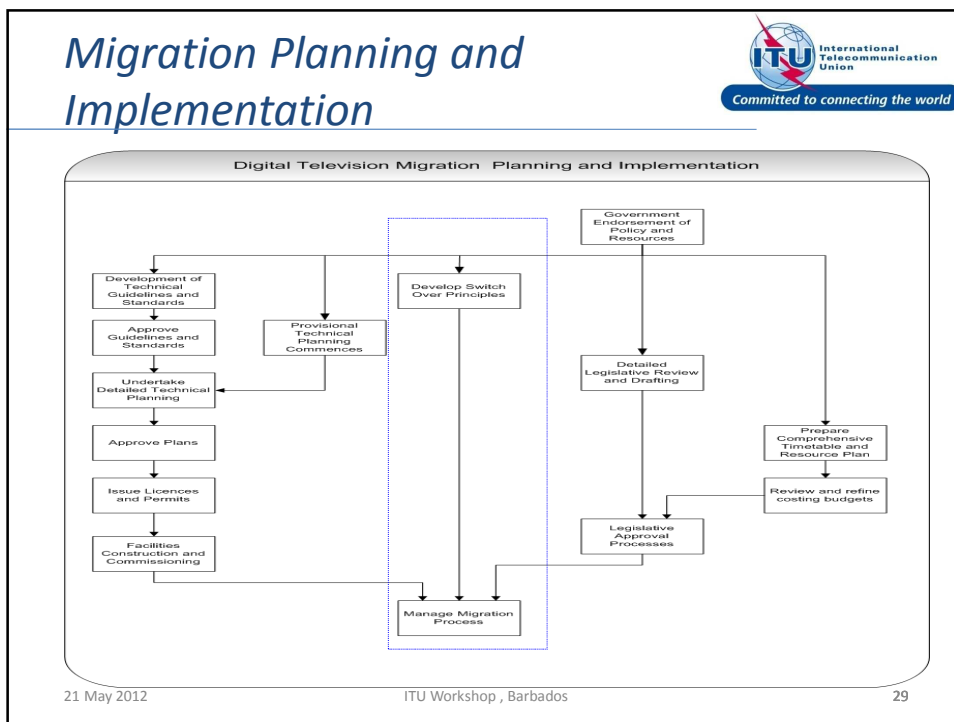 Migration Planning and
Implementation
ITU
International
Telecommunication
Union
Committed to connecting the world
Digital Television Migration Planning and Implementation
Government
Endorsement of
Policy and
Resources
Development of
Technical
Guidelines and
Standards
Develop Switch
Over Principles
Approve
Guidelines and
Standards
Provisional
Technical
Planning
Commences
Undertake
Detailed Technical
Planning
Detailed
Legislative Review
and Drafting
Approve Plans
Prepare
Comprehensive
Timetable and
Resource Plan
Issue Licences
and Permits
Review and refine
costing budgets
Facilities
Construction and
Commissioning
Legislative
Approval
Processes
Manage Migration
Process
21 May 2012
ITU Workshop , Barbados
29